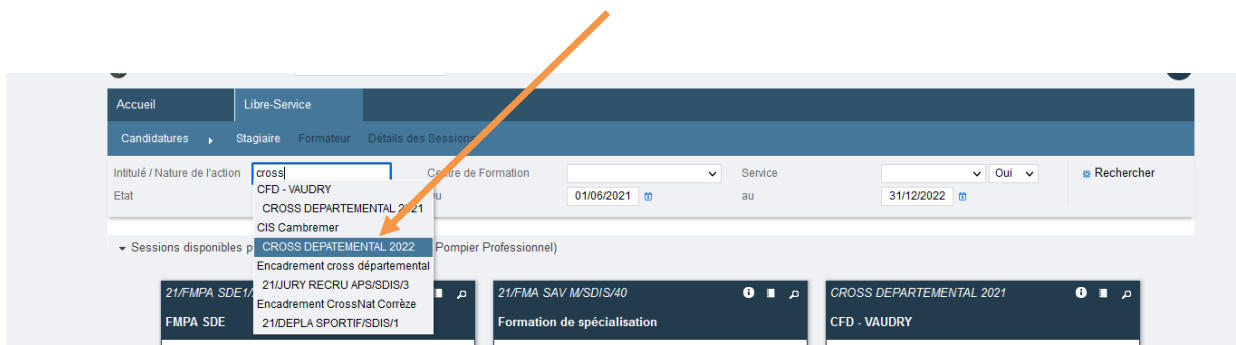 Accueil Libre-Service
Candidatures Stagiaire Formateur Détails des Sessions
Intitulé / Nature de l'action cross Centre de Formation Service Oui Rechercher
Etat Du 01/06/2021 au 31/12/2022
CFD - VAUDRY
CROSS DEPARTEMENTAL 2021
CIS Cambremer
CROSS DEPATEMENTAL 2022
Encadrement cross départemental
21/JURY RECRU APS/SDIS/3
Encadrement CrossNat Corrèze
21/DEPLA SPORTIF/SDIS/1
Sessions disponibles Pompier Professionnel)
21/FMPA SDE1/ 21/FMA SAV M/SDIS/40 CROSS DEPARTEMENTAL 2021
FMPA SDE Formation de spécialisation CFD - VAUDRY